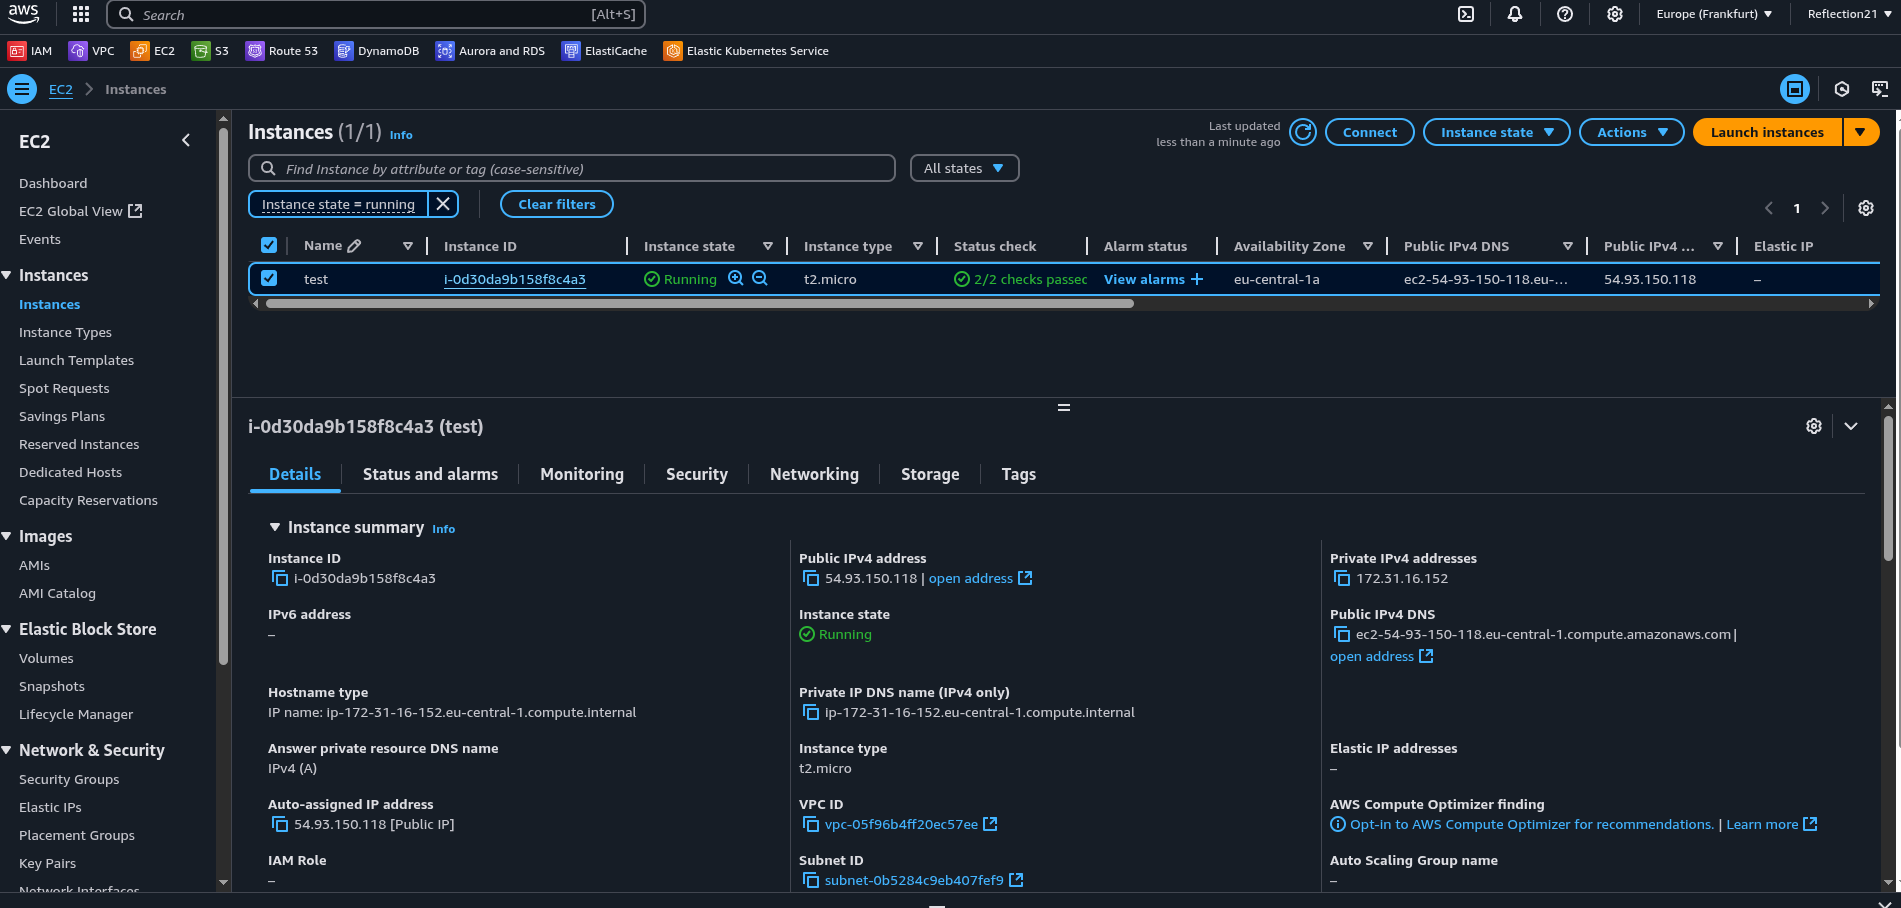 aws
Search [Alt+S]
Europe (Frankfurt)
Reflection21
IAM VPC EC2 S3 Route 53 DynamoDB Aurora and RDS ElastiCache Elastic Kubernetes Service
EC2 Instances
EC2
Dashboard
EC2 Global View
Events
Instances
Instances
Instance Types
Launch Templates
Spot Requests
Savings Plans
Reserved Instances
Dedicated Hosts
Capacity Reservations
Images
AMIs
AMI Catalog
Elastic Block Store
Volumes
Snapshots
Lifecycle Manager
Network & Security
Security Groups
Elastic IPs
Placement Groups
Key Pairs
Network Interfaces
Instances (1/1) Info
Last updated
less than a minute ago
Connect
Instance state
Actions
Launch instances
Find Instance by attribute or tag (case-sensitive)
All states
Instance state = running
Clear filters
1
Name Instance ID Instance state Instance type Status check Alarm status Availability Zone Public IPv4 DNS Public IPv4 ... Elastic IP
test i-0d30da9b158f8c4a3 Running t2.micro 2/2 checks passec View alarms + eu-central-1a ec2-54-93-150-118.eu-... 54.93.150.118 –
i-0d30da9b158f8c4a3 (test)
Details Status and alarms Monitoring Security Networking Storage Tags
Instance summary Info
Instance ID
i-0d30da9b158f8c4a3
Public IPv4 address
54.93.150.118 | open address
Private IPv4 addresses
172.31.16.152
IPv6 address
–
Instance state
Running
Public IPv4 DNS
ec2-54-93-150-118.eu-central-1.compute.amazonaws.com |
open address
Hostname type
IP name: ip-172-31-16-152.eu-central-1.compute.internal
Private IP DNS name (IPv4 only)
ip-172-31-16-152.eu-central-1.compute.internal
Answer private resource DNS name
IPv4 (A)
Instance type
t2.micro
Elastic IP addresses
–
Auto-assigned IP address
54.93.150.118 [Public IP]
VPC ID
vpc-05f96b4ff20ec57ee
AWS Compute Optimizer finding
Opt-in to AWS Compute Optimizer for recommendations. | Learn more
IAM Role
–
Subnet ID
subnet-0b5284c9eb407fef9
Auto Scaling Group name
–